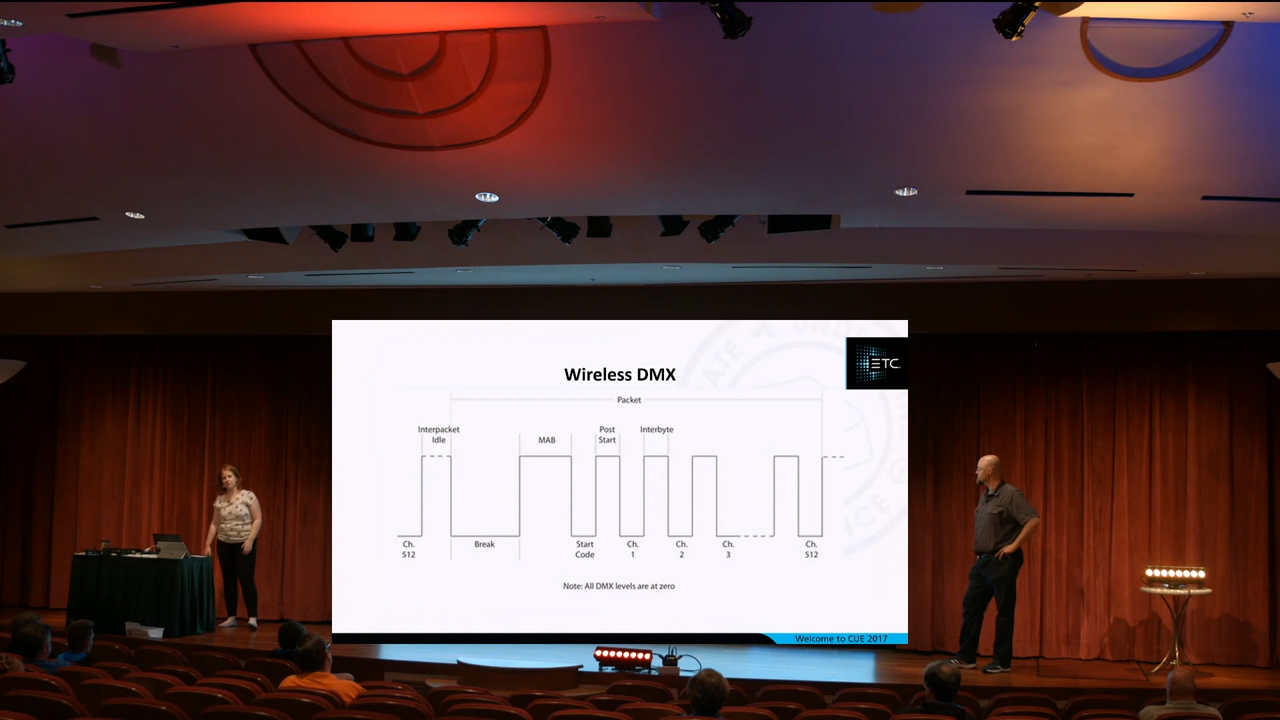 Wireless DMX
ETC
Packet
Interpacket
Idle
MAB
Post
Start
Interbyte
Ch.
512
Break
Start
Code
Ch.
1
Ch.
2
Ch.
3
Ch.
512
Note: All DMX levels are at zero
Welcome to CUE 2017